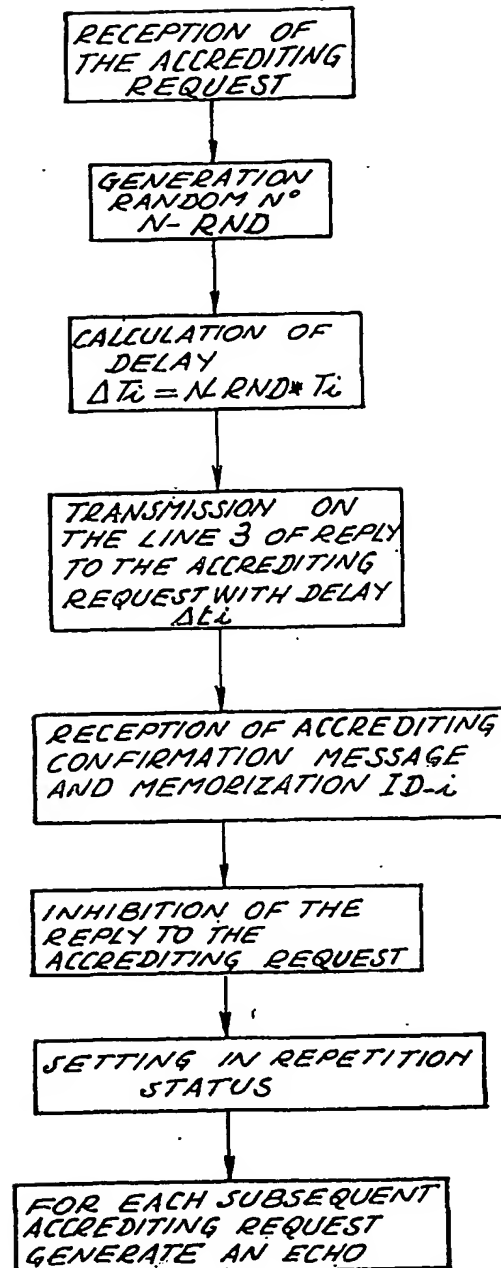 RECEPTION OF
THE ACCREDITING
REQUEST
GENERATION
RANDOM N°
N-RND
CALCULATION OF
DELAY
ΔTi = N-RND* Ti
TRANSMISSION ON
THE LINE 3 OF REPLY
TO THE ACCREDITING
REQUEST WITH DELAY
Δti
RECEPTION OF ACCREDITING
CONFIRMATION MESSAGE
AND MEMORIZATION ID-i
INHIBITION OF THE
REPLY TO THE
ACCREDITING REQUEST
SETTING IN REPETITION
STATUS
FOR EACH SUBSEQUENT
ACCREDITING REQUEST
GENERATE AN ECHO